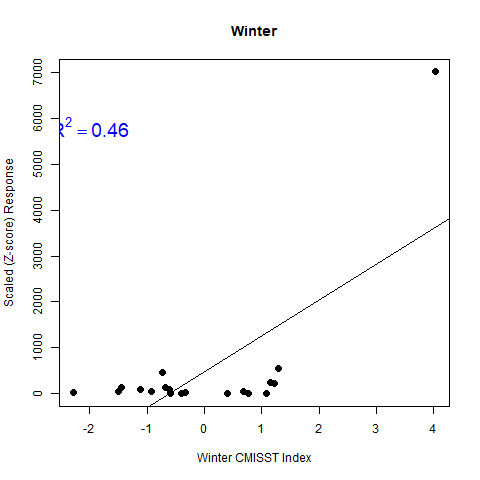 Winter
R² = 0.46
Scaled (Z-score) Response
7000
6000
5000
4000
3000
2000
1000
0
-2 -1 0 1 2 3 4
Winter CMISST Index